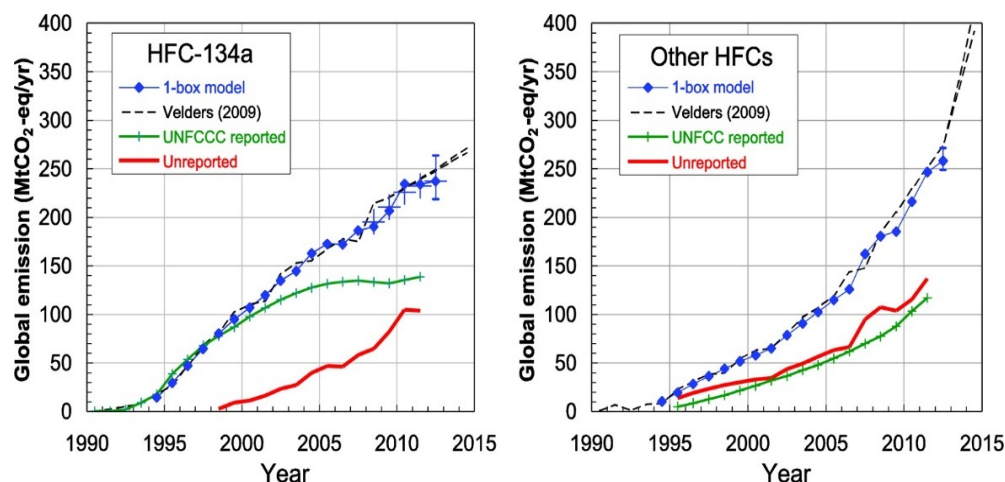 HFC-134a
1-box model
Velders (2009)
UNFCCC reported
Unreported
Global emission (MtCO₂-eq/yr)
400
350
300
250
200
150
100
50
0
1990 1995 2000 2005 2010 2015
Year
Other HFCs
1-box model
Velders (2009)
UNFCC reported
Unreported
Global emission (MtCO₂-eq/yr)
400
350
300
250
200
150
100
50
0
1990 1995 2000 2005 2010 2015
Year